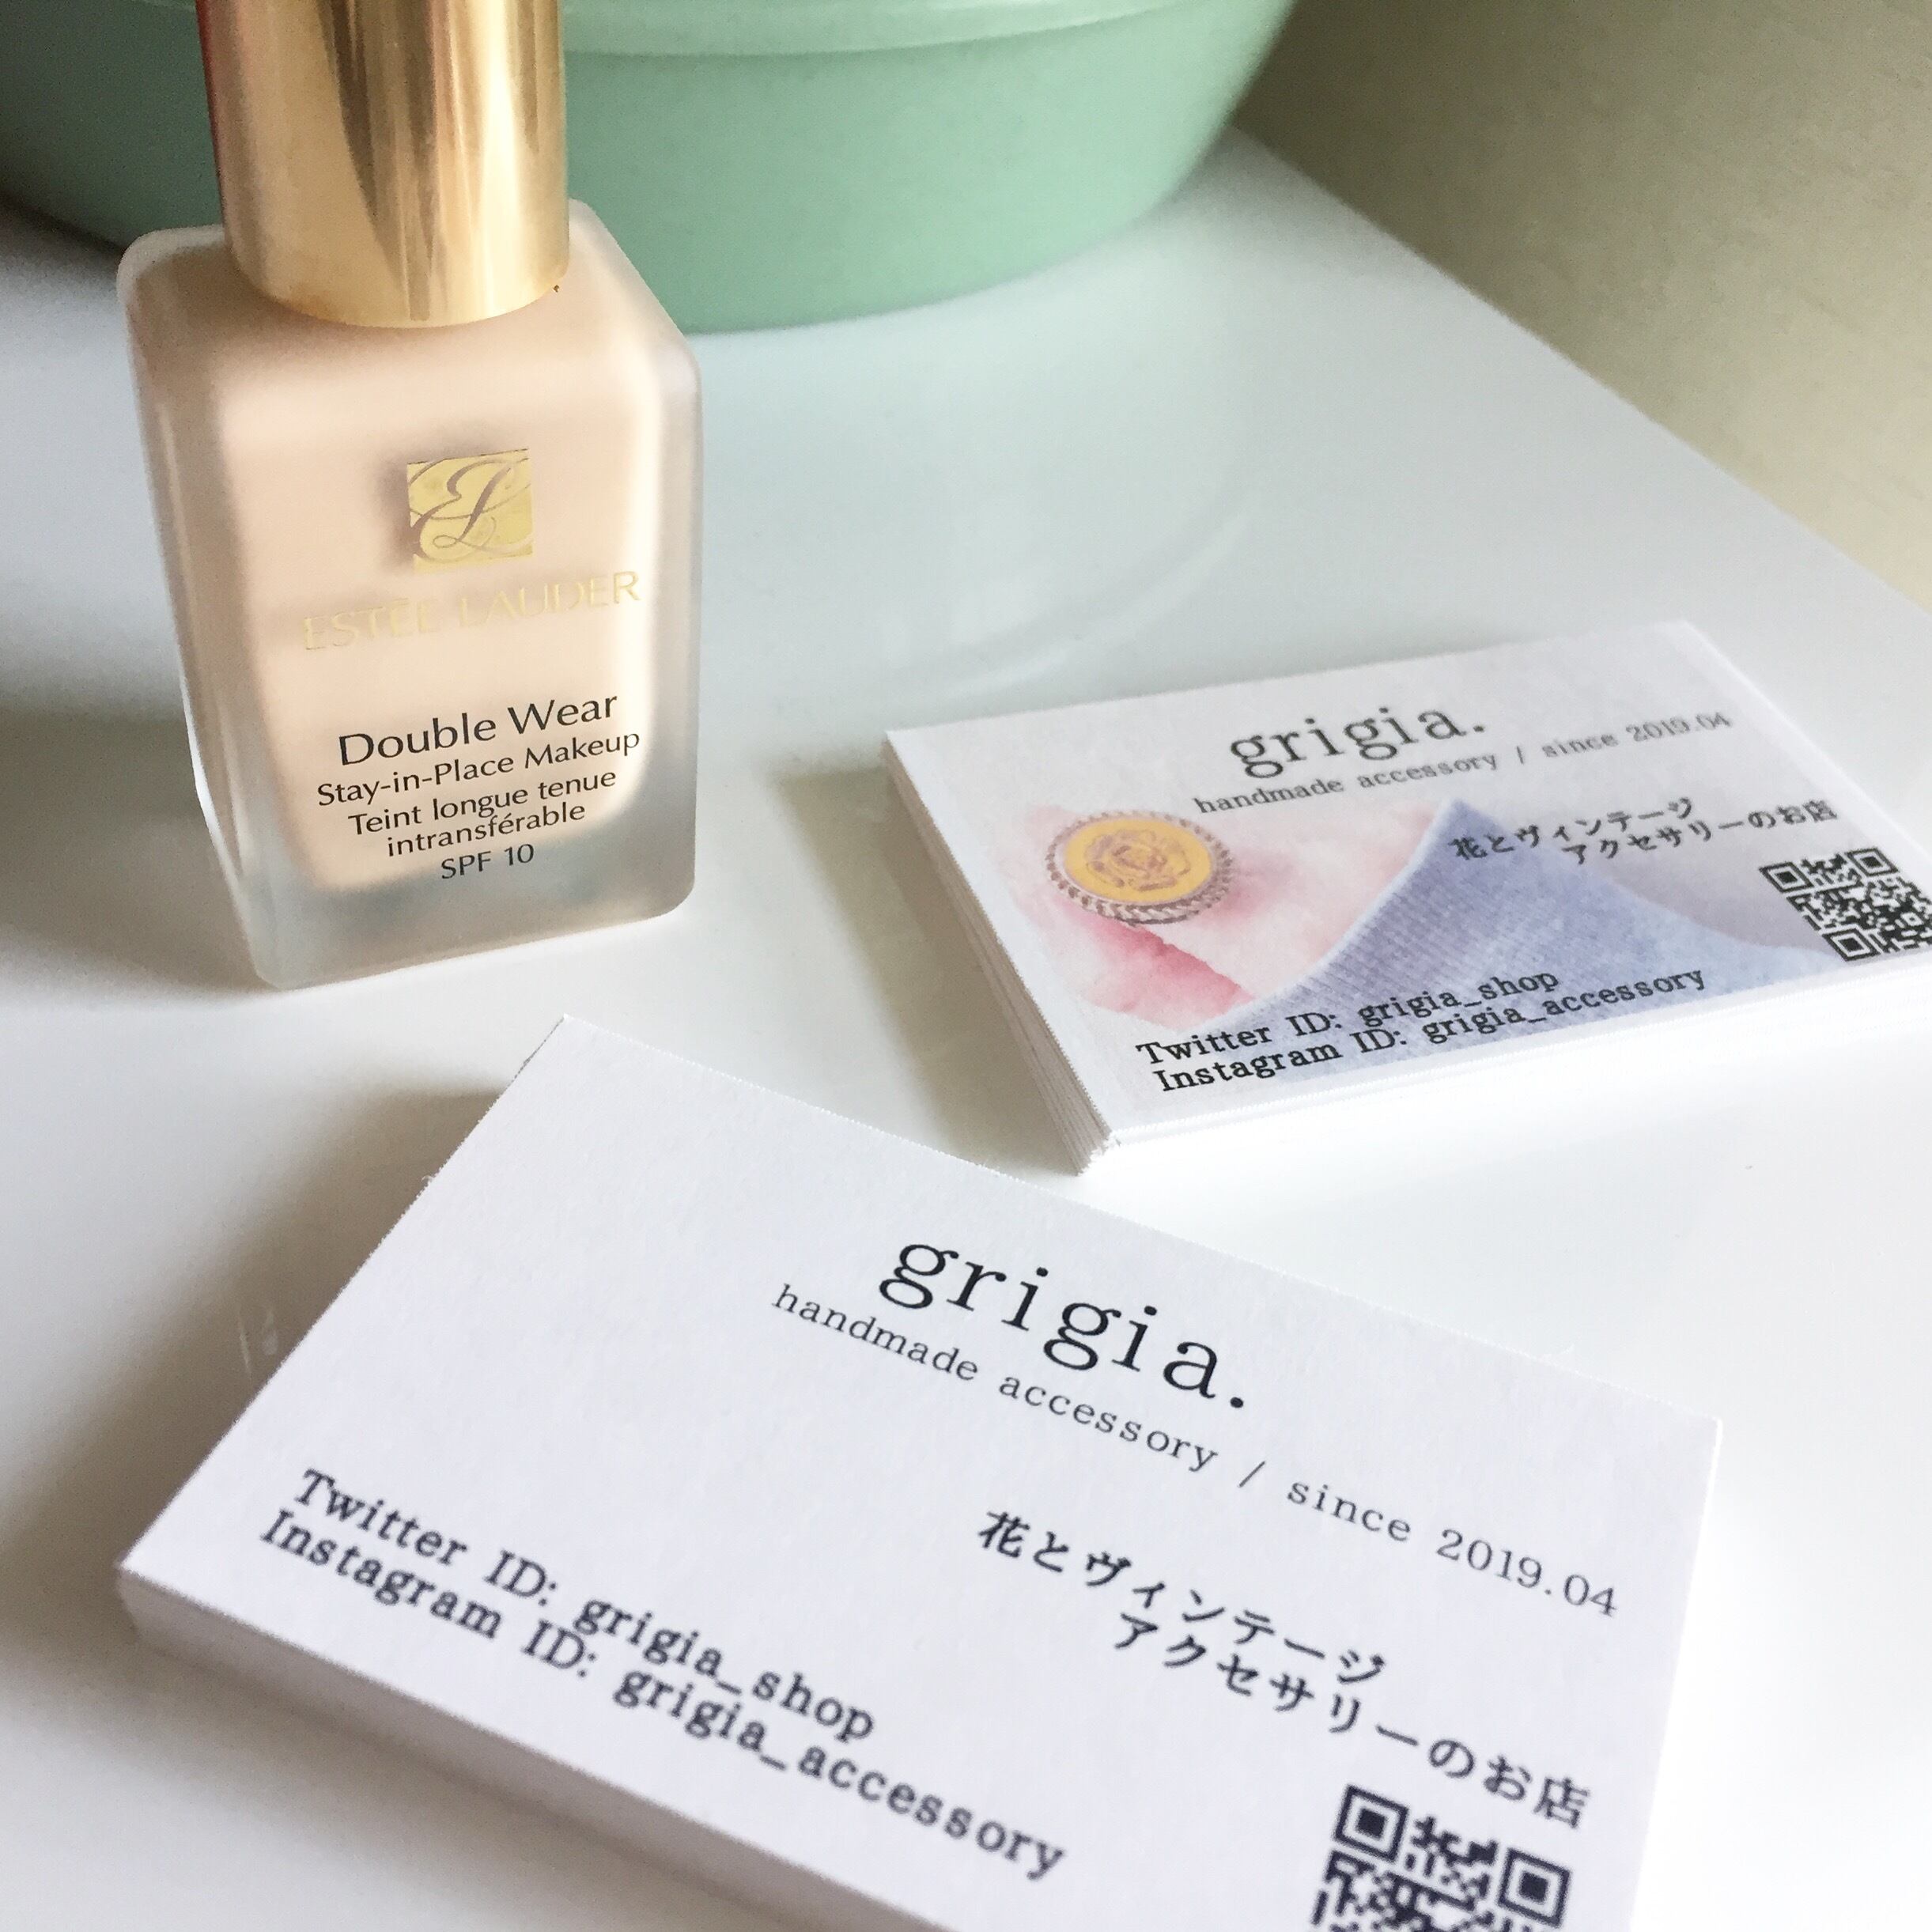 ESTĒE LAUDER
Double Wear
Stay-in-Place Makeup
Teint longue tenue
intransférable
SPF 10
grigia.
handmade accessory / since 2019.04
花とヴィンテージ
アクセサリーのお店
Twitter ID: grigia_shop
Instagram ID: grigia_accessory
grigia.
handmade accessory / since 2019.04
花とヴィンテージ
アクセサリーのお店
Twitter ID: grigia_shop
Instagram ID: grigia_accessory